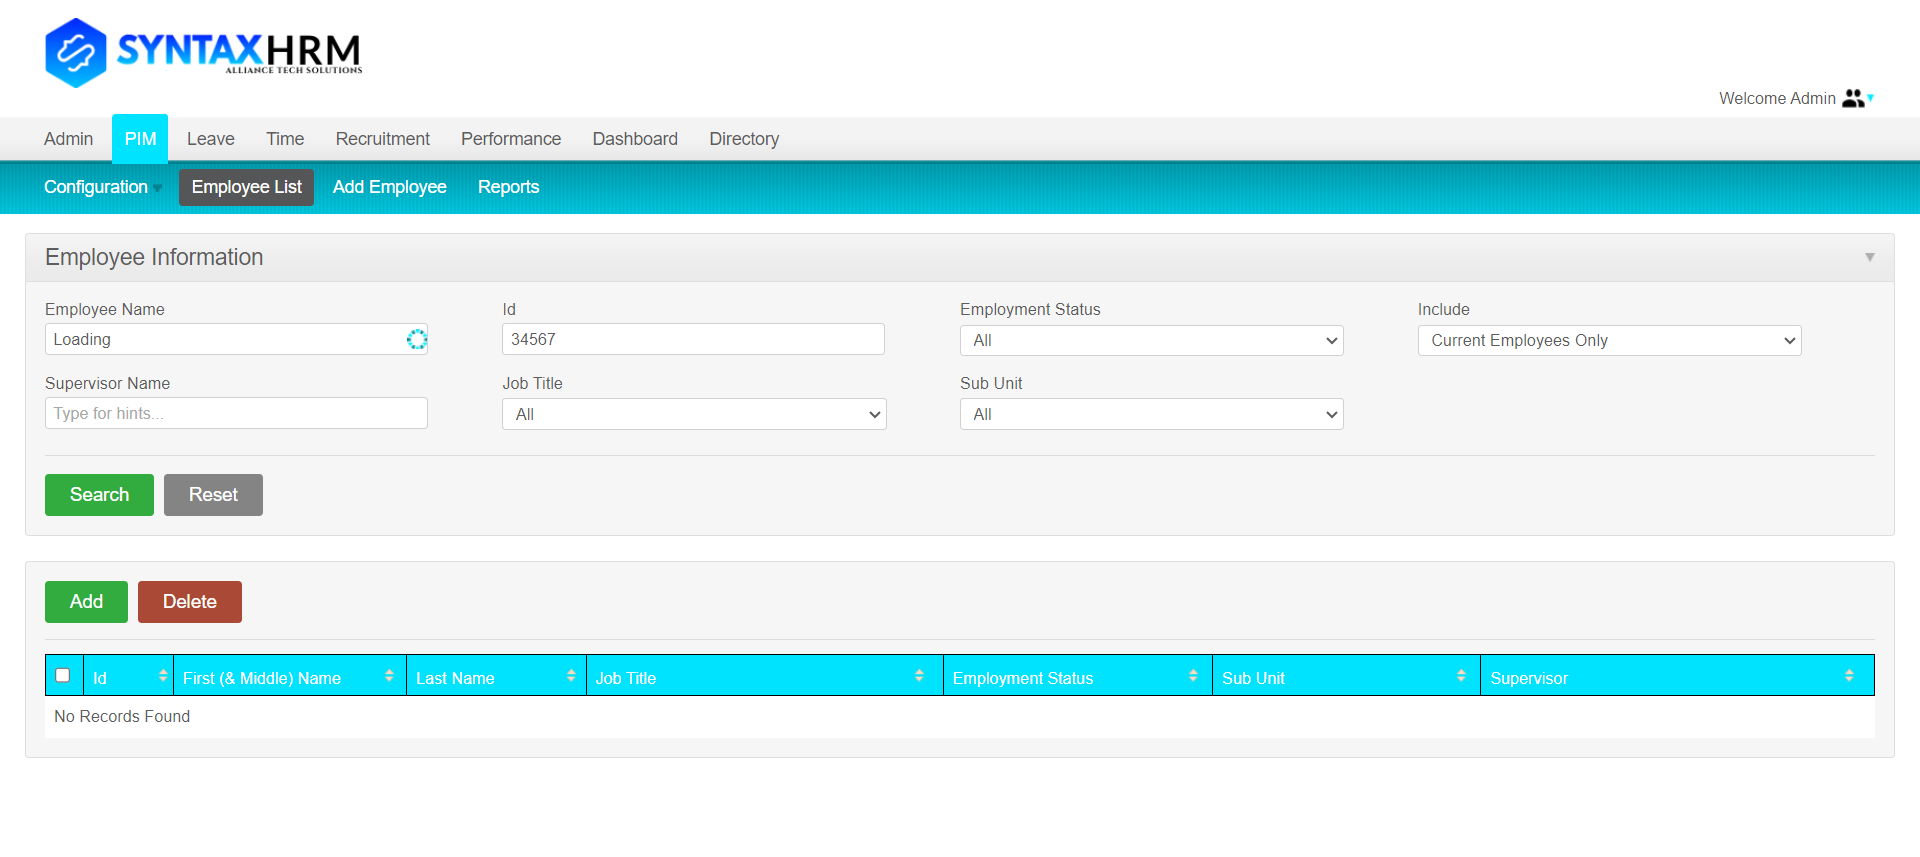 SYNTAXHRM
ALLIANCE TECH SOLUTIONS
Welcome Admin
Admin PIM Leave Time Recruitment Performance Dashboard Directory
Configuration Employee List Add Employee Reports
Employee Information
Employee Name Id Employment Status Include
Loading 34567 All Current Employees Only
Supervisor Name Job Title Sub Unit
Type for hints... All All
Search Reset
Add Delete
Id First (& Middle) Name Last Name Job Title Employment Status Sub Unit Supervisor
No Records Found